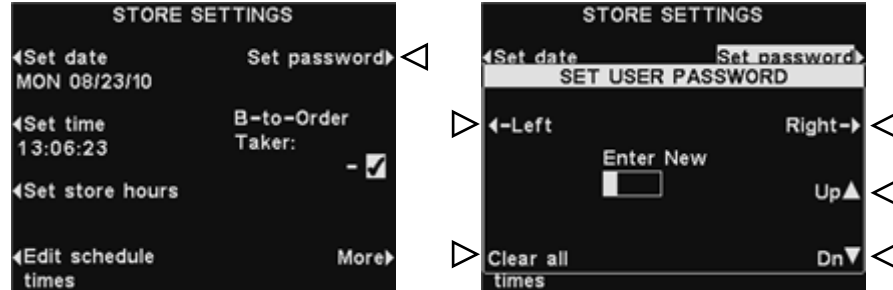 STORE SETTINGS
◂Set date Set password▸
MON 08/23/10
◂Set time B-to-Order
13:06:23 Taker:
- ✓
◂Set store hours
◂Edit schedule More▸
times
STORE SETTINGS
◂Set date Set password▸
SET USER PASSWORD
◂-Left Right-▸
Enter New
Up▲
Clear all Dn▼
times